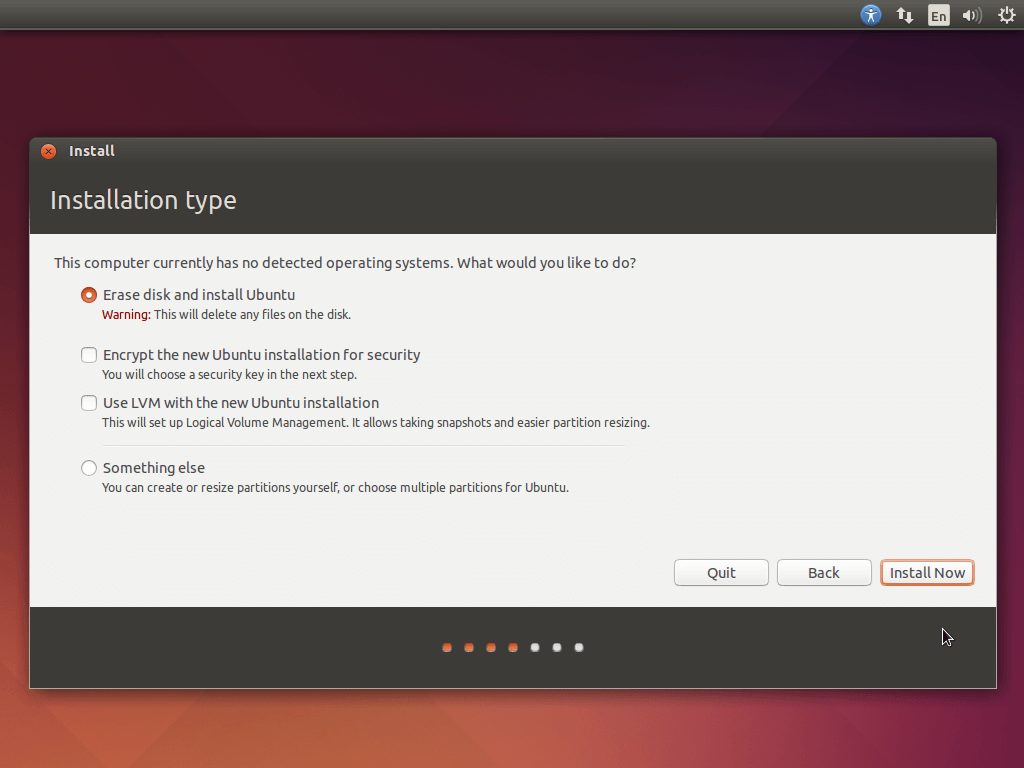 En
Install
Installation type
This computer currently has no detected operating systems. What would you like to do?
Erase disk and install Ubuntu
Warning: This will delete any files on the disk.
Encrypt the new Ubuntu installation for security
You will choose a security key in the next step.
Use LVM with the new Ubuntu installation
This will set up Logical Volume Management. It allows taking snapshots and easier partition resizing.
Something else
You can create or resize partitions yourself, or choose multiple partitions for Ubuntu.
Quit Back Install Now